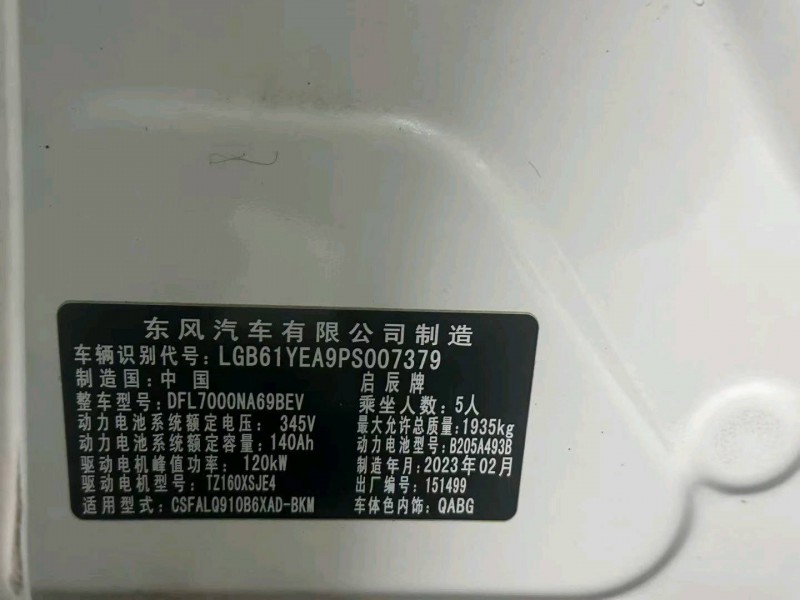 东风汽车有限公司制造
车辆识别代号: LGB61YEA9PS007379
制造国: 中 国 启辰牌
整车型号: DFL7000NA69BEV 乘坐人数: 5人
动力电池系统额定电压: 345V 最大允许总质量: 1935kg
动力电池系统额定容量: 140Ah 动力电池型号: B205A493B
驱动电机峰值功率: 120kW 制造年月: 2023年02月
驱动电机型号: TZ160XSJE4 出厂编号: 151499
适用型式: CSFALQ910B6XAD-BKM 车体色内饰: QABG